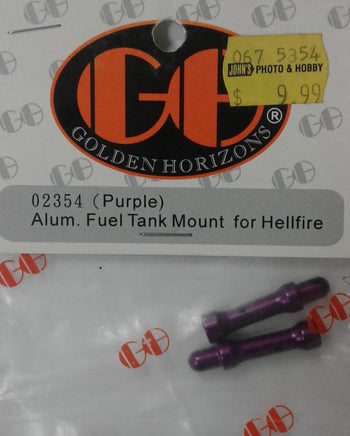 067 5354
JOHN'S PHOTO & HOBBY
$ 9.99
GH
GOLDEN HORIZONS®
02354 (Purple)
Alum. Fuel Tank Mount for Hellfire